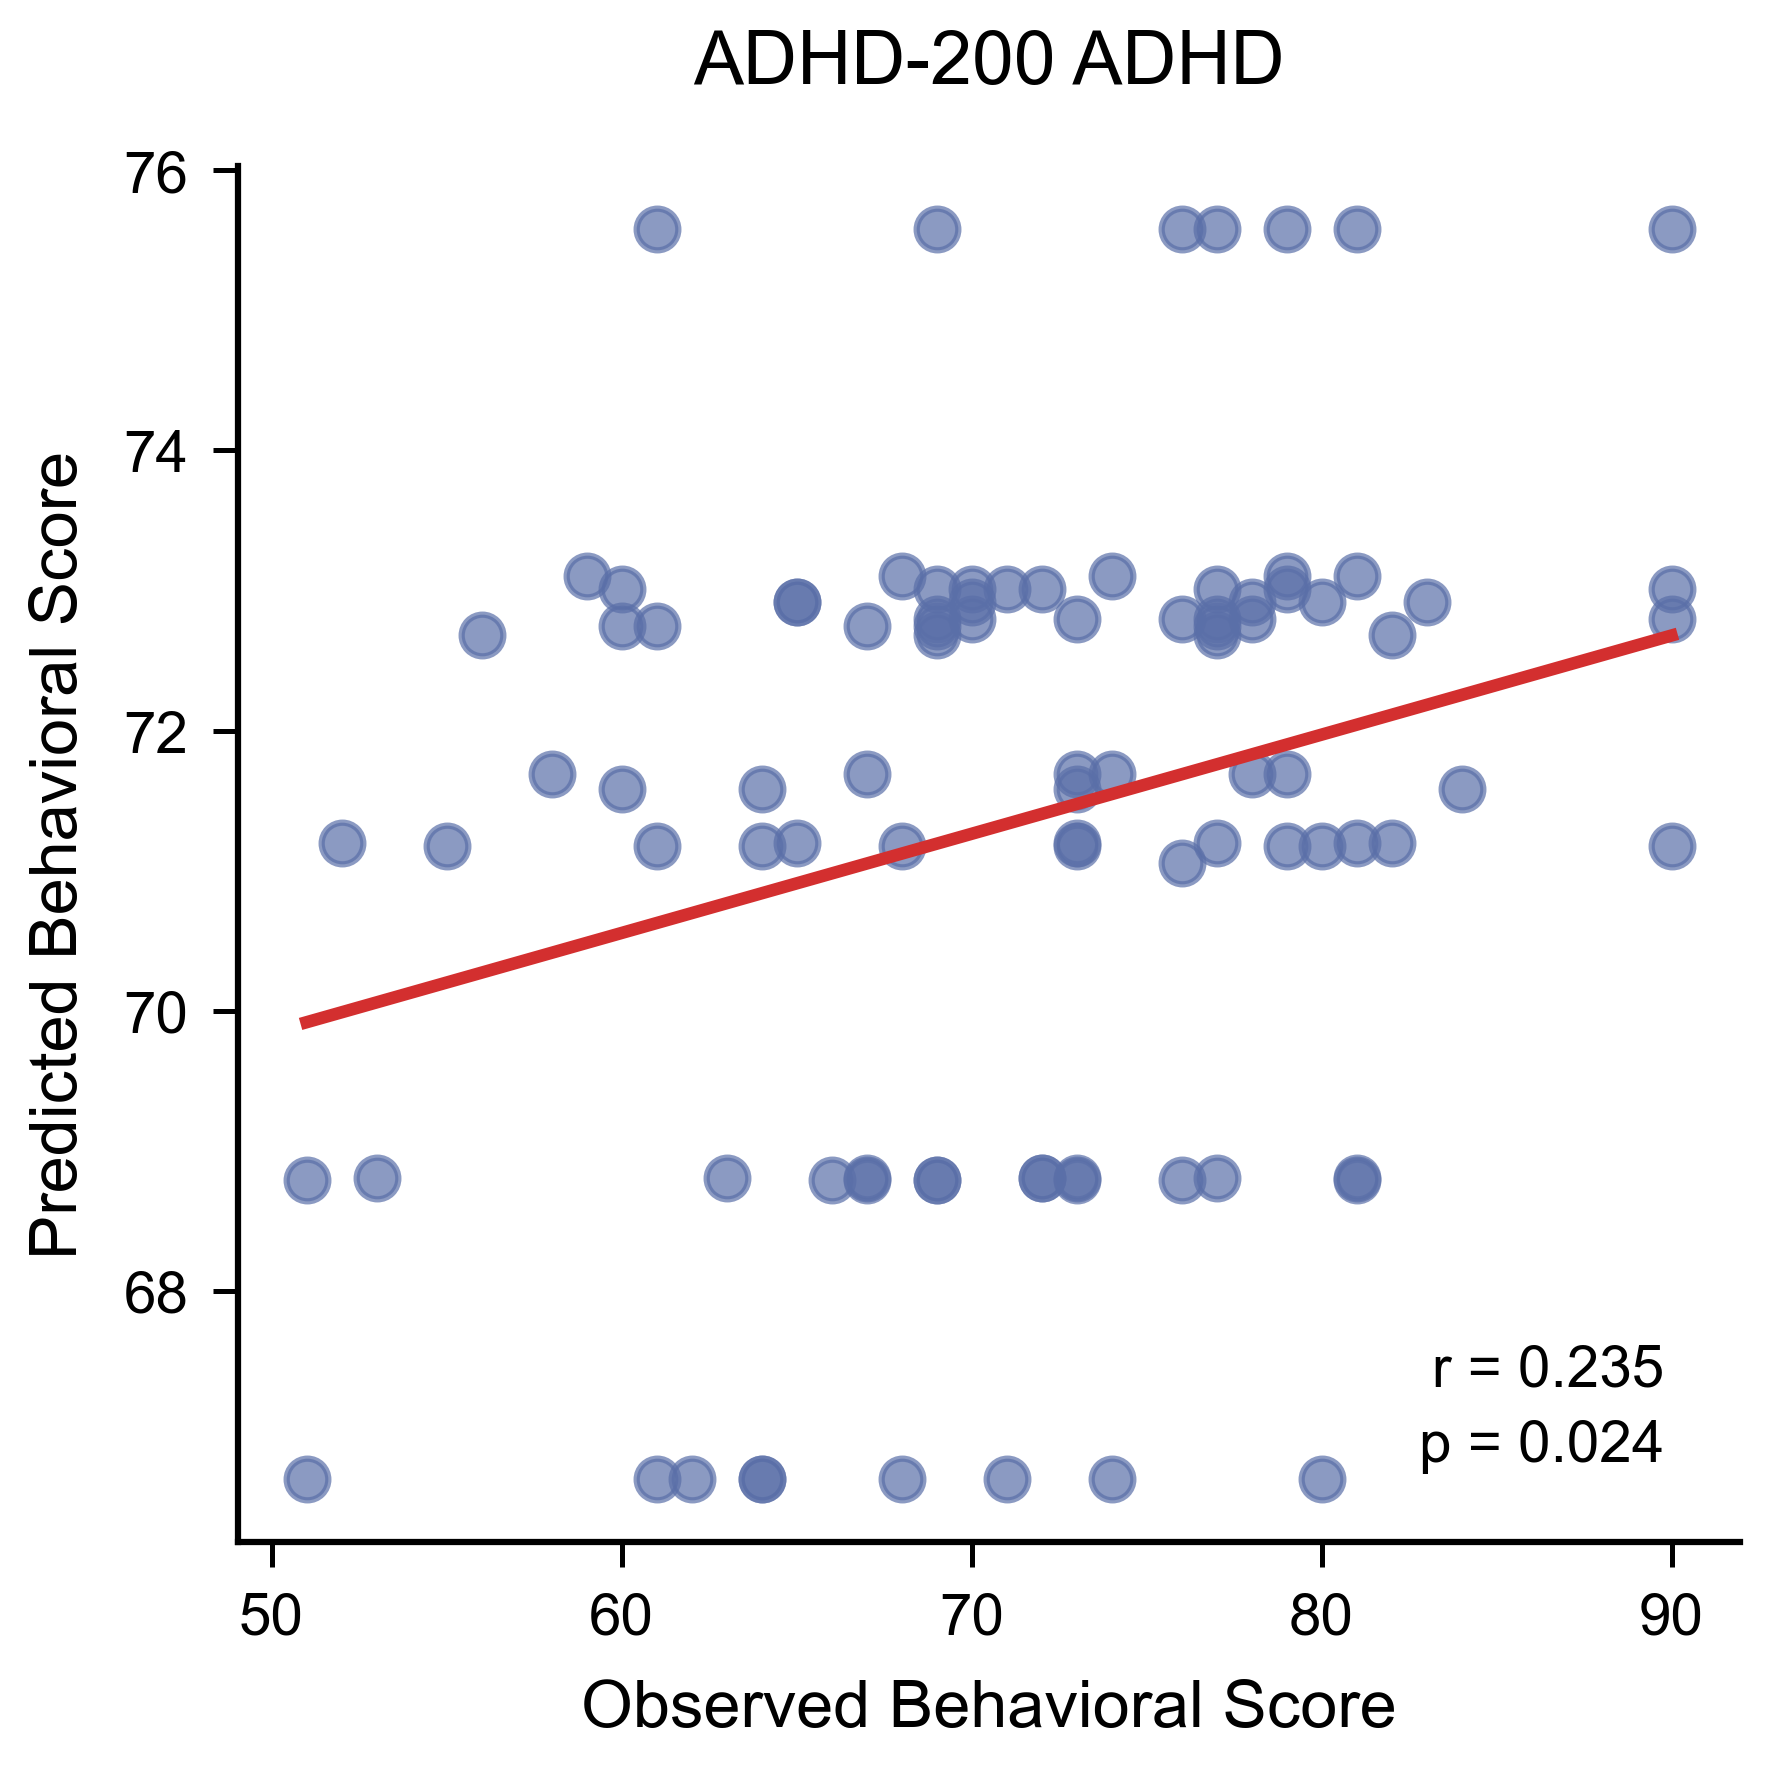 ADHD-200 ADHD
76
74
72
70
68
Predicted Behavioral Score
r = 0.235
p = 0.024
50 60 70 80 90
Observed Behavioral Score